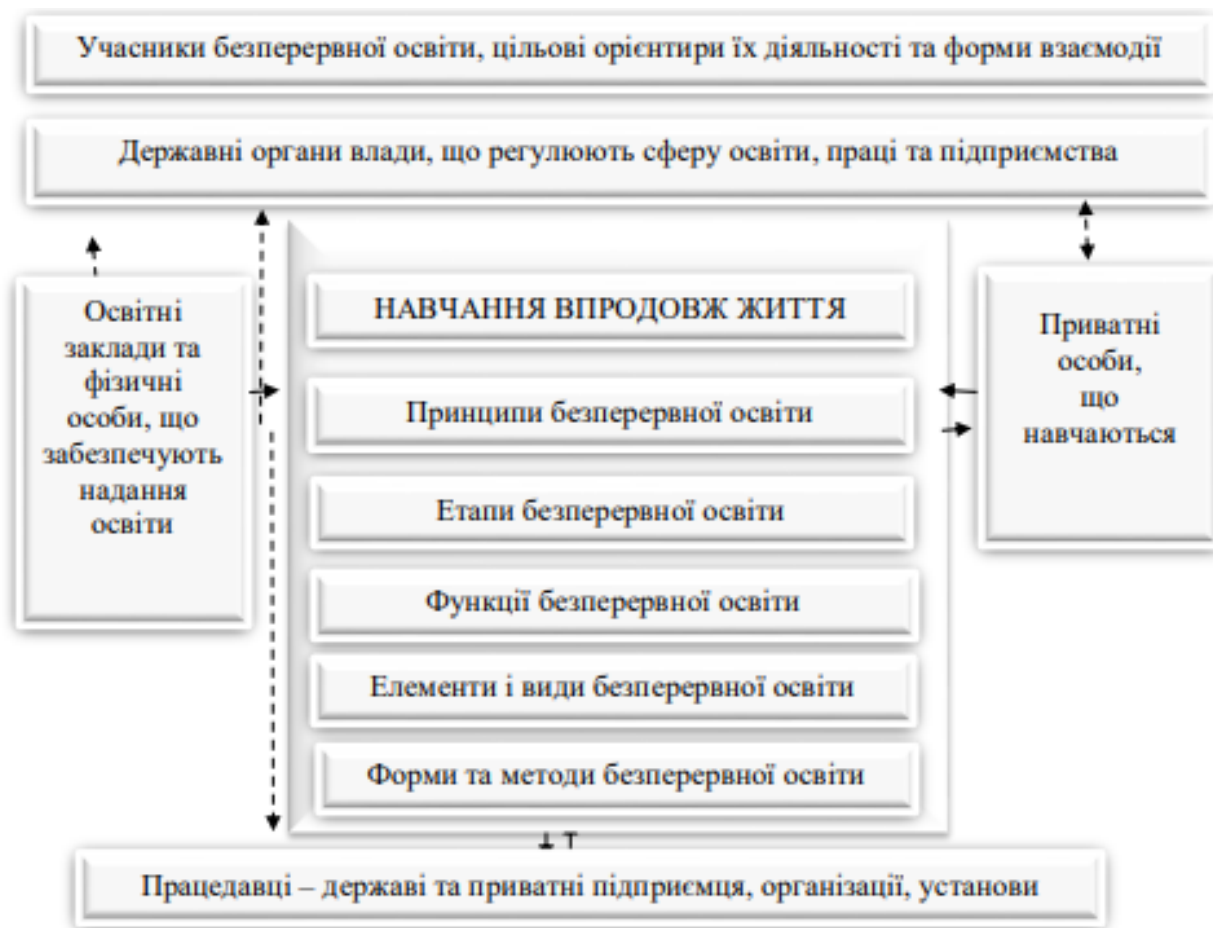 Учасники безперервної освіти, цільові орієнтири їх діяльності та форми взаємодії
Державні органи влади, що регулюють сферу освіти, праці та підприємства
Освітні
заклади та
фізичні
особи, що
забезпечують
надання
освіти
НАВЧАННЯ ВПРОДОВЖ ЖИТТЯ
Принципи безперервної освіти
Етапи безперервної освіти
Функції безперервної освіти
Елементи і види безперервної освіти
Форми та методи безперервної освіти
Приватні
особи,
що
навчаються
Працедавці – державі та приватні підприємця, організації, установи